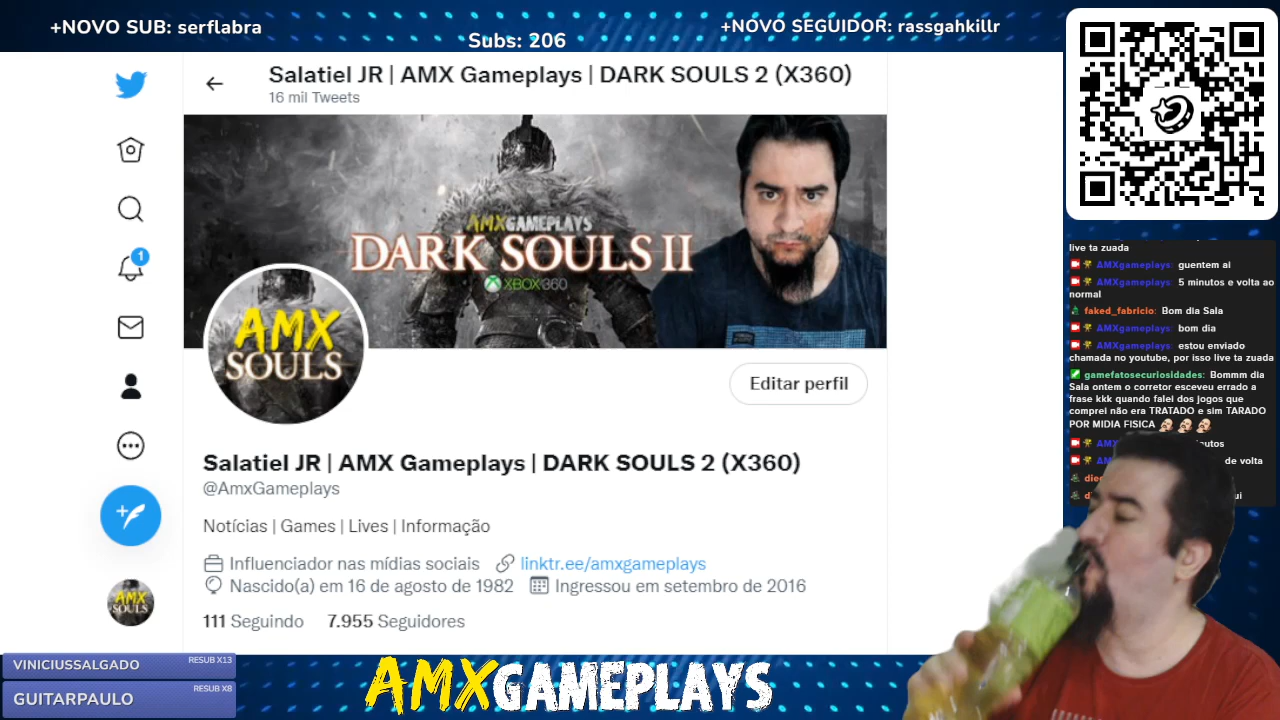 +NOVO SUB: serflabra
Subs: 206
+NOVO SEGUIDOR: rassgahkillr
Salatiel JR | AMX Gameplays | DARK SOULS 2 (X360)
16 mil Tweets
AMXGAMEPLAYS
DARK SOULS II
XBOX360
AMX
SOULS
Editar perfil
1
Salatiel JR | AMX Gameplays | DARK SOULS 2 (X360)
@AmxGameplays
Notícias | Games | Lives | Informação
Influenciador nas mídias sociais linktr.ee/amxgameplays
Nascido(a) em 16 de agosto de 1982 Ingressou em setembro de 2016
111 Seguindo 7.955 Seguidores
AMX
SOULS
live ta zuada
AMXgameplays: guentem ai
AMXgameplays: 5 minutos e volta ao
normal
faked_fabricio: Bom dia Sala
AMXgameplays: bom dia
AMXgameplays: estou enviado
chamada no youtube, por isso live ta zuada
gamefatosecuriosidades: Bommm dia
Sala ontem o corretor esceveu errado a
frase kkk quando falei dos jogos que
comprei não era TRATADO e sim TARADO
POR MIDIA FISICA
de volta
VINICIUSSALGADO RESUB X13
GUITARPAULO RESUB X8
AMXGAMEPLAYS